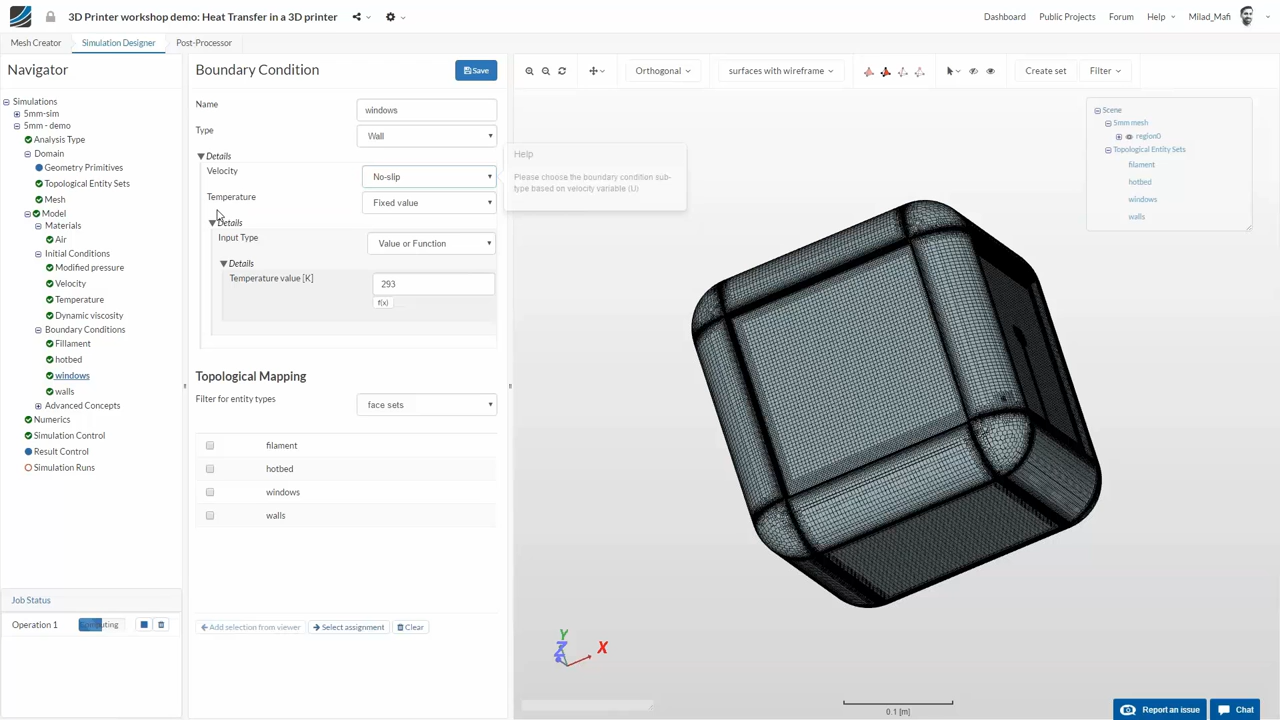 3D Printer workshop demo: Heat Transfer in a 3D printer
Dashboard
Public Projects
Forum
Help
Milad_Mafi
Mesh Creator
Simulation Designer
Post-Processor
Navigator
Simulations
5mm-sim
5mm - demo
Analysis Type
Domain
Geometry Primitives
Topological Entity Sets
Mesh
Model
Materials
Air
Initial Conditions
Modified pressure
Velocity
Temperature
Dynamic viscosity
Boundary Conditions
Fillament
hotbed
windows
walls
Advanced Concepts
Numerics
Simulation Control
Result Control
Simulation Runs
Job Status
Operation 1
Boundary Condition
Save
Name
windows
Type
Wall
Details
Velocity
No-slip
Temperature
Fixed value
Details
Input Type
Value or Function
Details
Temperature value [K]
293
f(x)
Topological Mapping
Filter for entity types
face sets
filament
hotbed
windows
walls
Add selection from viewer
Select assignment
Clear
Help
Please choose the boundary condition sub-
type based on velocity variable (U)
Orthogonal
surfaces with wireframe
Create set
Filter
Scene
5mm mesh
region0
Topological Entity Sets
filament
hotbed
windows
walls
Y
Z
X
0.1 [m]
Report an issue
Chat